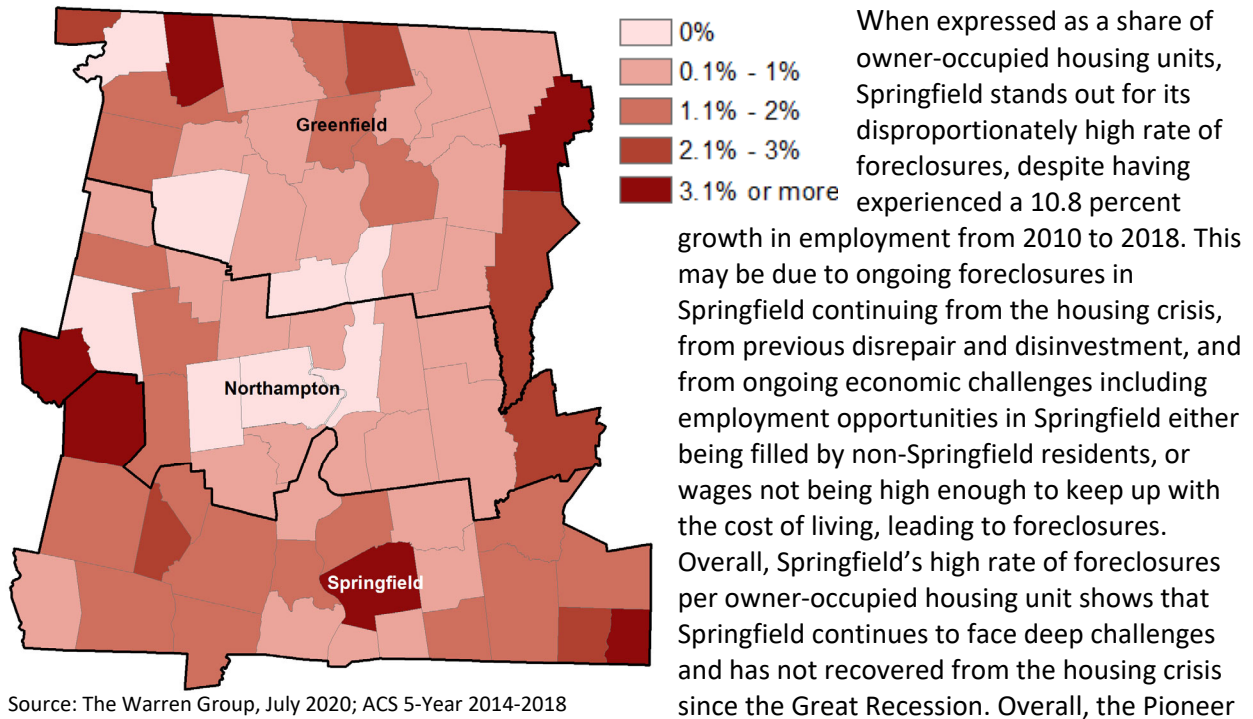 0%
0.1% - 1%
1.1% - 2%
2.1% - 3%
3.1% or more
Greenfield
Northampton
Springfield
Source: The Warren Group, July 2020; ACS 5-Year 2014-2018
When expressed as a share of
owner-occupied housing units,
Springfield stands out for its
disproportionately high rate of
foreclosures, despite having
experienced a 10.8 percent
growth in employment from 2010 to 2018. This
may be due to ongoing foreclosures in
Springfield continuing from the housing crisis,
from previous disrepair and disinvestment, and
from ongoing economic challenges including
employment opportunities in Springfield either
being filled by non-Springfield residents, or
wages not being high enough to keep up with
the cost of living, leading to foreclosures.
Overall, Springfield’s high rate of foreclosures
per owner-occupied housing unit shows that
Springfield continues to face deep challenges
and has not recovered from the housing crisis
since the Great Recession. Overall, the Pioneer